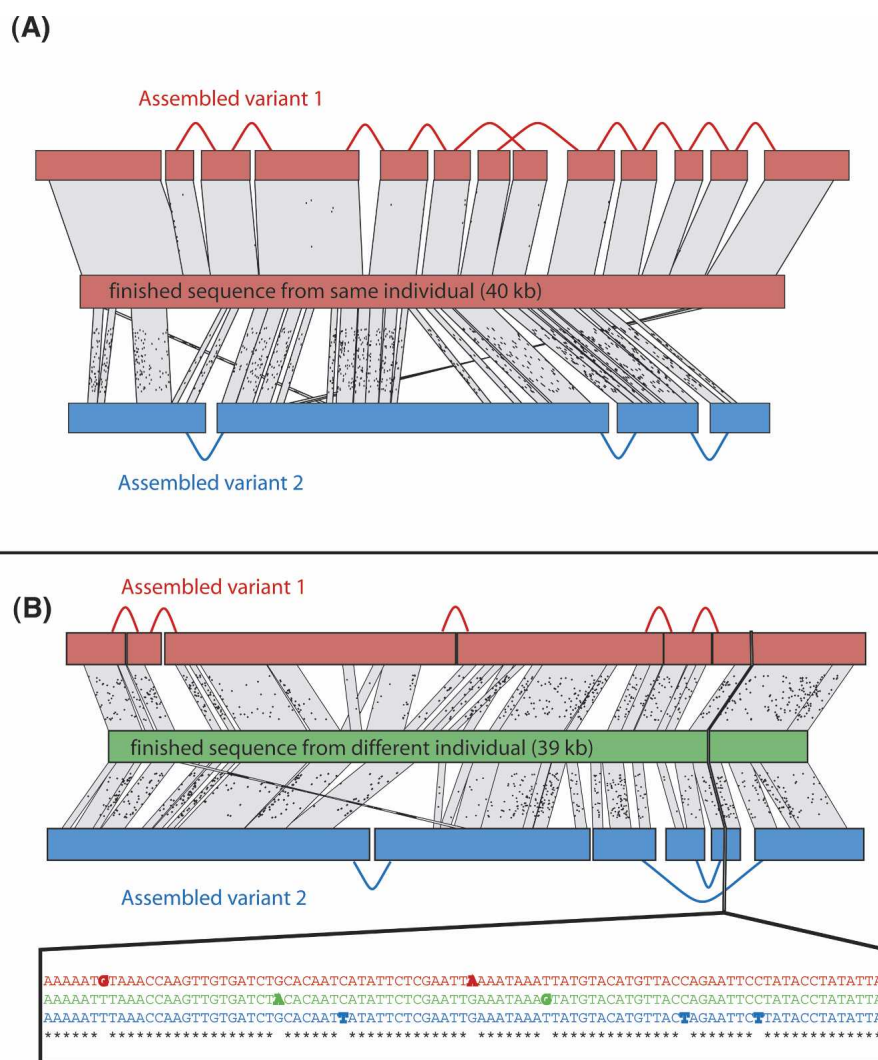 (A)
Assembled variant 1
finished sequence from same individual (40 kb)
Assembled variant 2
(B)
Assembled variant 1
finished sequence from different individual (39 kb)
Assembled variant 2
AAAAATGTAAACCAAGTTGTGATCTGCACAATCATATTCTCGAATTAAAATAAATTATGTACATGTTACCAGAATTCCTATACCTATATTA
AAAAATTTAAACCAAGTTGTGATCTACACAATCATATTCTCGAATTGAAATAAAGTATGTACATGTTACCAGAATTCCTATACCTATATTA
AAAAATTTAAACCAAGTTGTGATCTGCACAATTATATTCTCGAATTGAAATAAATTATGTACATGTTACTAGAATTCTTATACCTATATTA
****** ****************** ****** ************* ******* ************** ******* *************